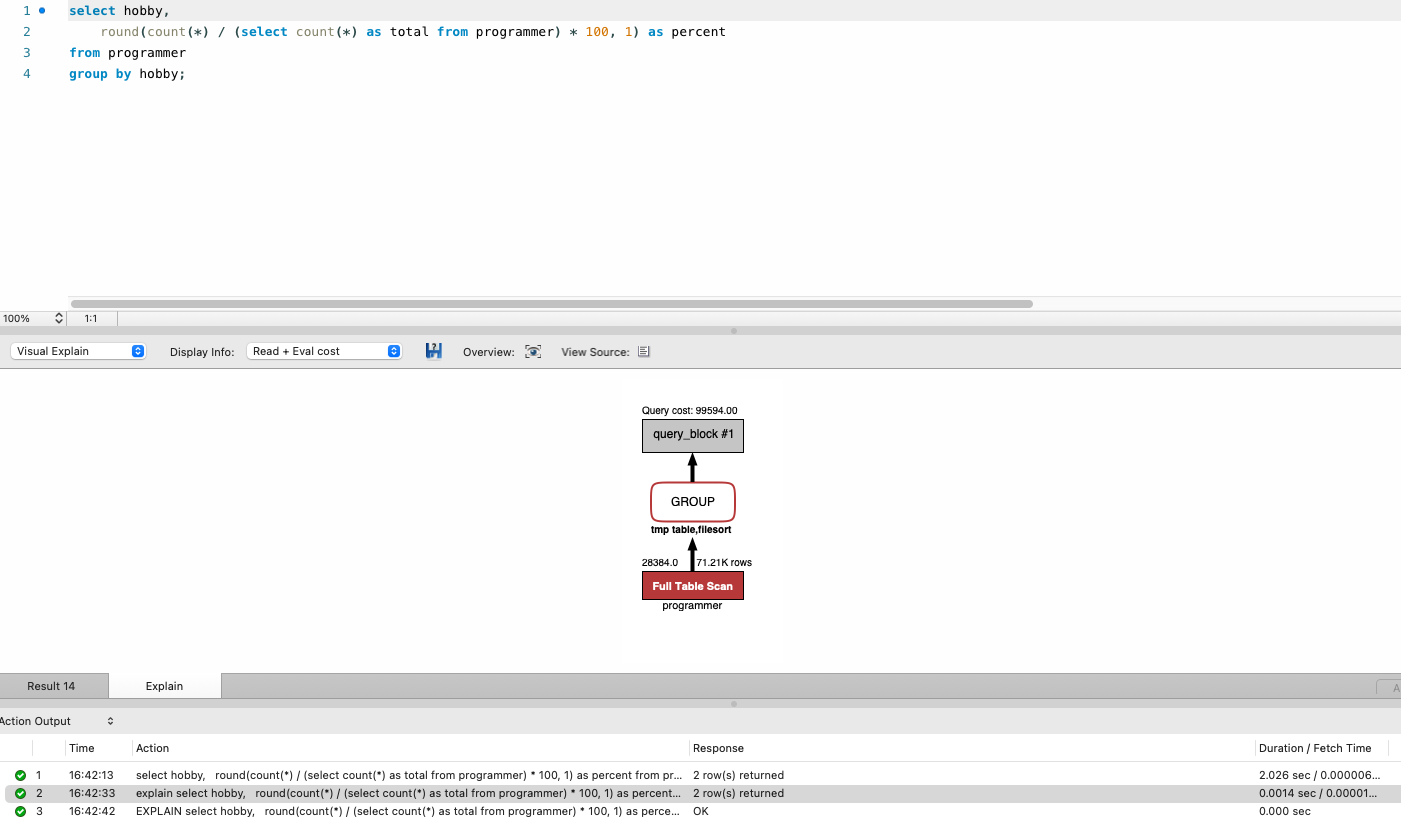 1 select hobby,
2 round(count(*) / (select count(*) as total from programmer) * 100, 1) as percent
3 from programmer
4 group by hobby;
100% 1:1
Visual Explain Display Info: Read + Eval cost Overview: View Source:
Query cost: 99594.00
query_block #1
GROUP
tmp table,filesort
28384.0 71.21K rows
Full Table Scan
programmer
Result 14 Explain A
Action Output
Time Action Response Duration / Fetch Time
1 16:42:13 select hobby, round(count(*) / (select count(*) as total from programmer) * 100, 1) as percent from pr... 2 row(s) returned 2.026 sec / 0.000006...
2 16:42:33 explain select hobby, round(count(*) / (select count(*) as total from programmer) * 100, 1) as percent... 2 row(s) returned 0.0014 sec / 0.00001...
3 16:42:42 EXPLAIN select hobby, round(count(*) / (select count(*) as total from programmer) * 100, 1) as perce... OK 0.000 sec